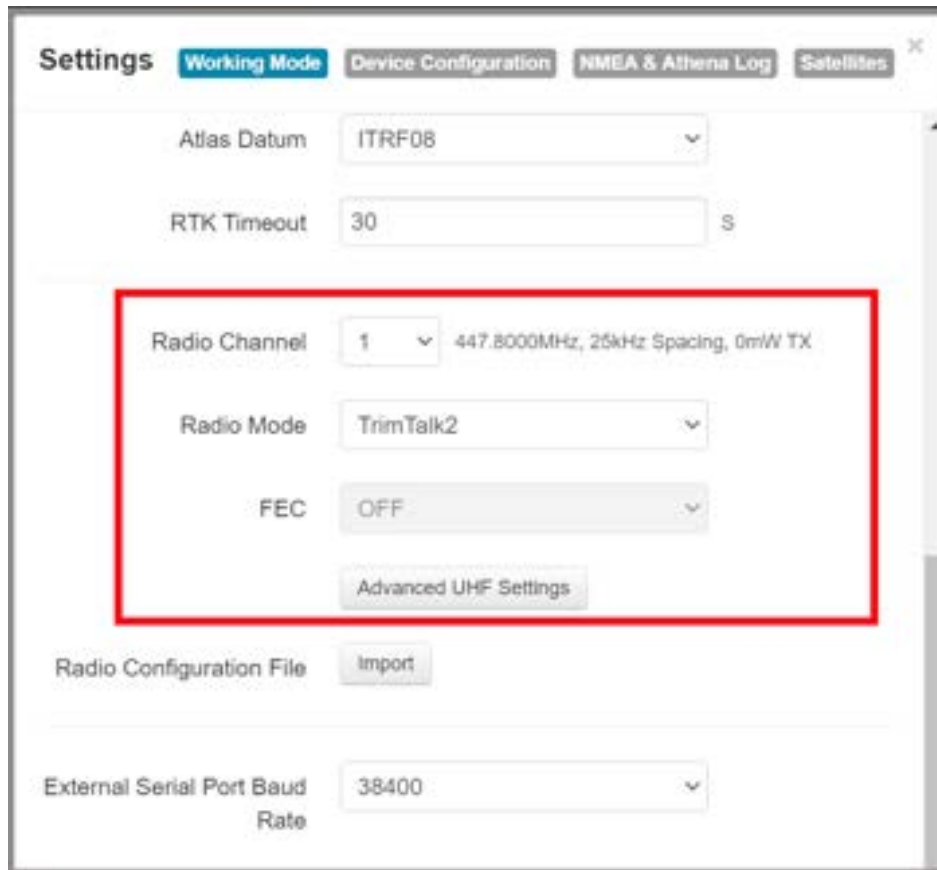 Settings Working Mode Device Configuration NMEA & Athena Log Satellites ×
Atlas Datum ITRF08
RTK Timeout 30 S
Radio Channel 1 447.8000MHz, 25kHz Spacing, 0mW TX
Radio Mode TrimTalk2
FEC OFF
Advanced UHF Settings
Radio Configuration File Import
External Serial Port Baud 38400
Rate